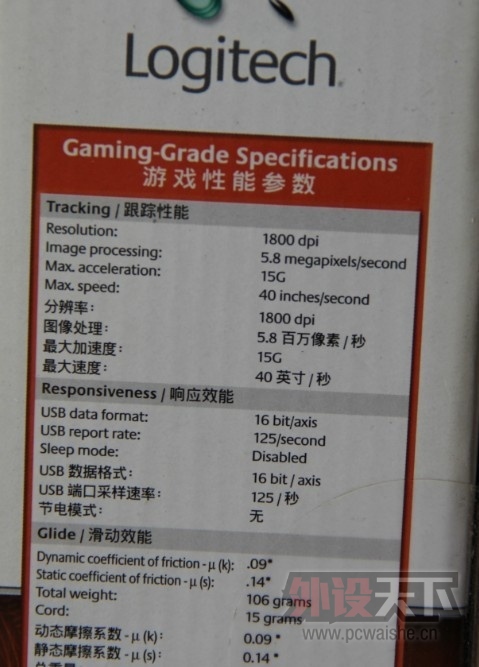 Logitech
Gaming-Grade Specifications
游戏性能参数
Tracking / 跟踪性能
Resolution: 1800 dpi
Image processing: 5.8 megapixels/second
Max. acceleration: 15G
Max. speed: 40 inches/second
分辨率: 1800 dpi
图像处理: 5.8 百万像素 / 秒
最大加速度: 15G
最大速度: 40 英寸 / 秒
Responsiveness / 响应效能
USB data format: 16 bit/axis
USB report rate: 125/second
Sleep mode: Disabled
USB 数据格式: 16 bit / axis
USB 端口采样速率: 125 / 秒
节电模式: 无
Glide / 滑动效能
Dynamic coefficient of friction - µ (k): .09*
Static coefficient of friction - µ (s): .14*
Total weight: 106 grams
Cord: 15 grams
动态摩擦系数 - µ (k): 0.09 *
静态摩擦系数 - µ (s): 0.14 *
外设天下
www.pcwaishe.cn